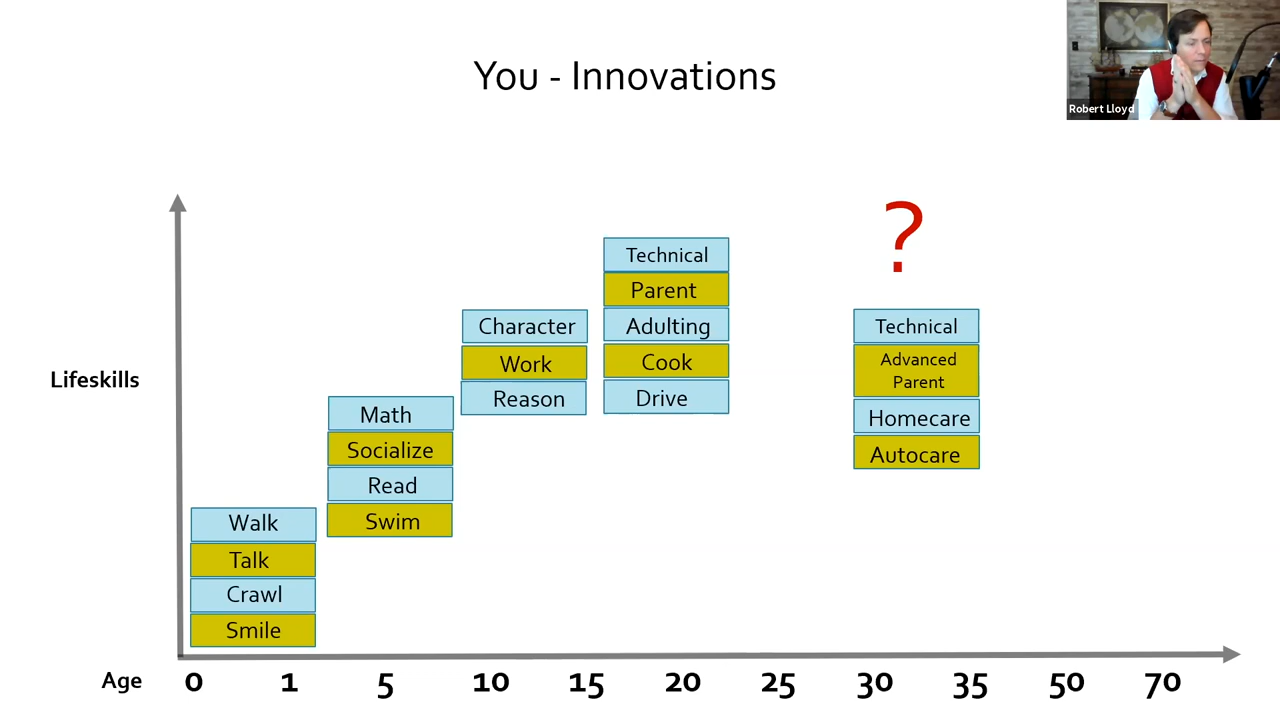 Robert Lloyd
You - Innovations
?
Technical
Parent
Adulting
Cook
Drive
Character
Work
Reason
Technical
Advanced
Parent
Homecare
Autocare
Lifeskills
Math
Socialize
Read
Swim
Walk
Talk
Crawl
Smile
Age 0 1 5 10 15 20 25 30 35 50 70